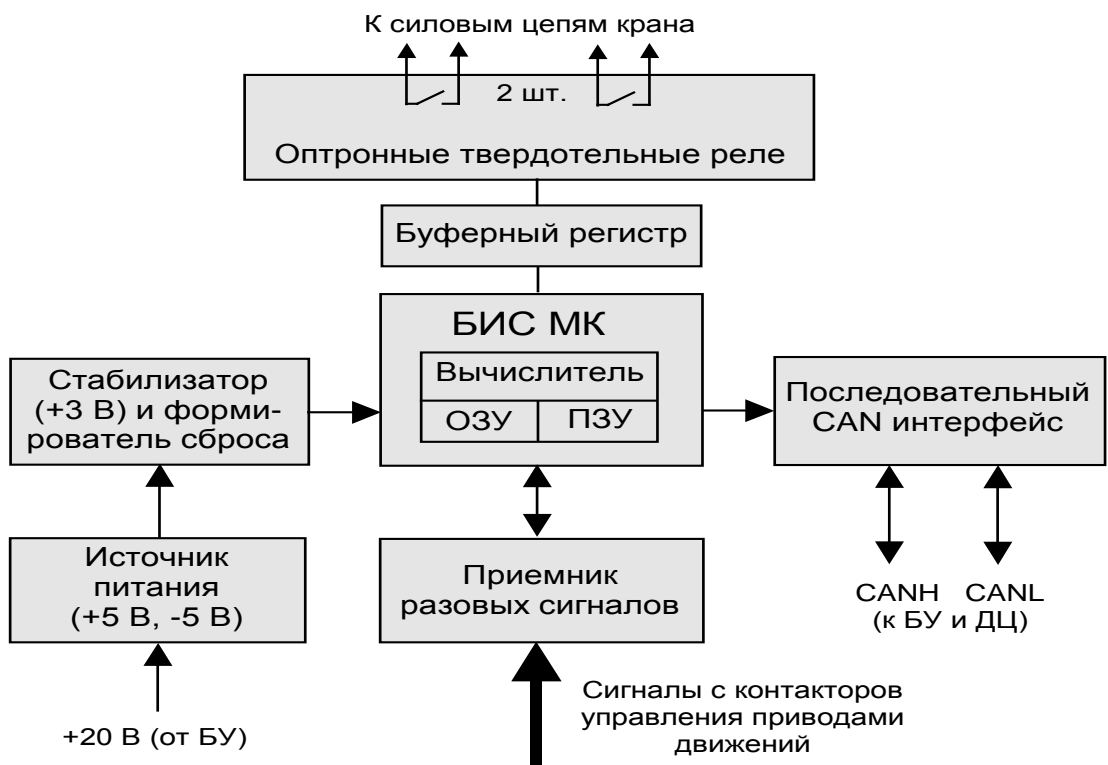 К силовым цепям крана
2 шт.
Оптронные твердотельные реле
Буферный регистр
БИС МК
Вычислитель
ОЗУ ПЗУ
Стабилизатор
(+3 В) и форми-
рователь сброса
Последовательный
CAN интерфейс
Источник
питания
(+5 В, -5 В)
Приемник
разовых сигналов
CANH CANL
(к БУ и ДЦ)
+20 В (от БУ)
Сигналы с контакторов
управления приводами
движений